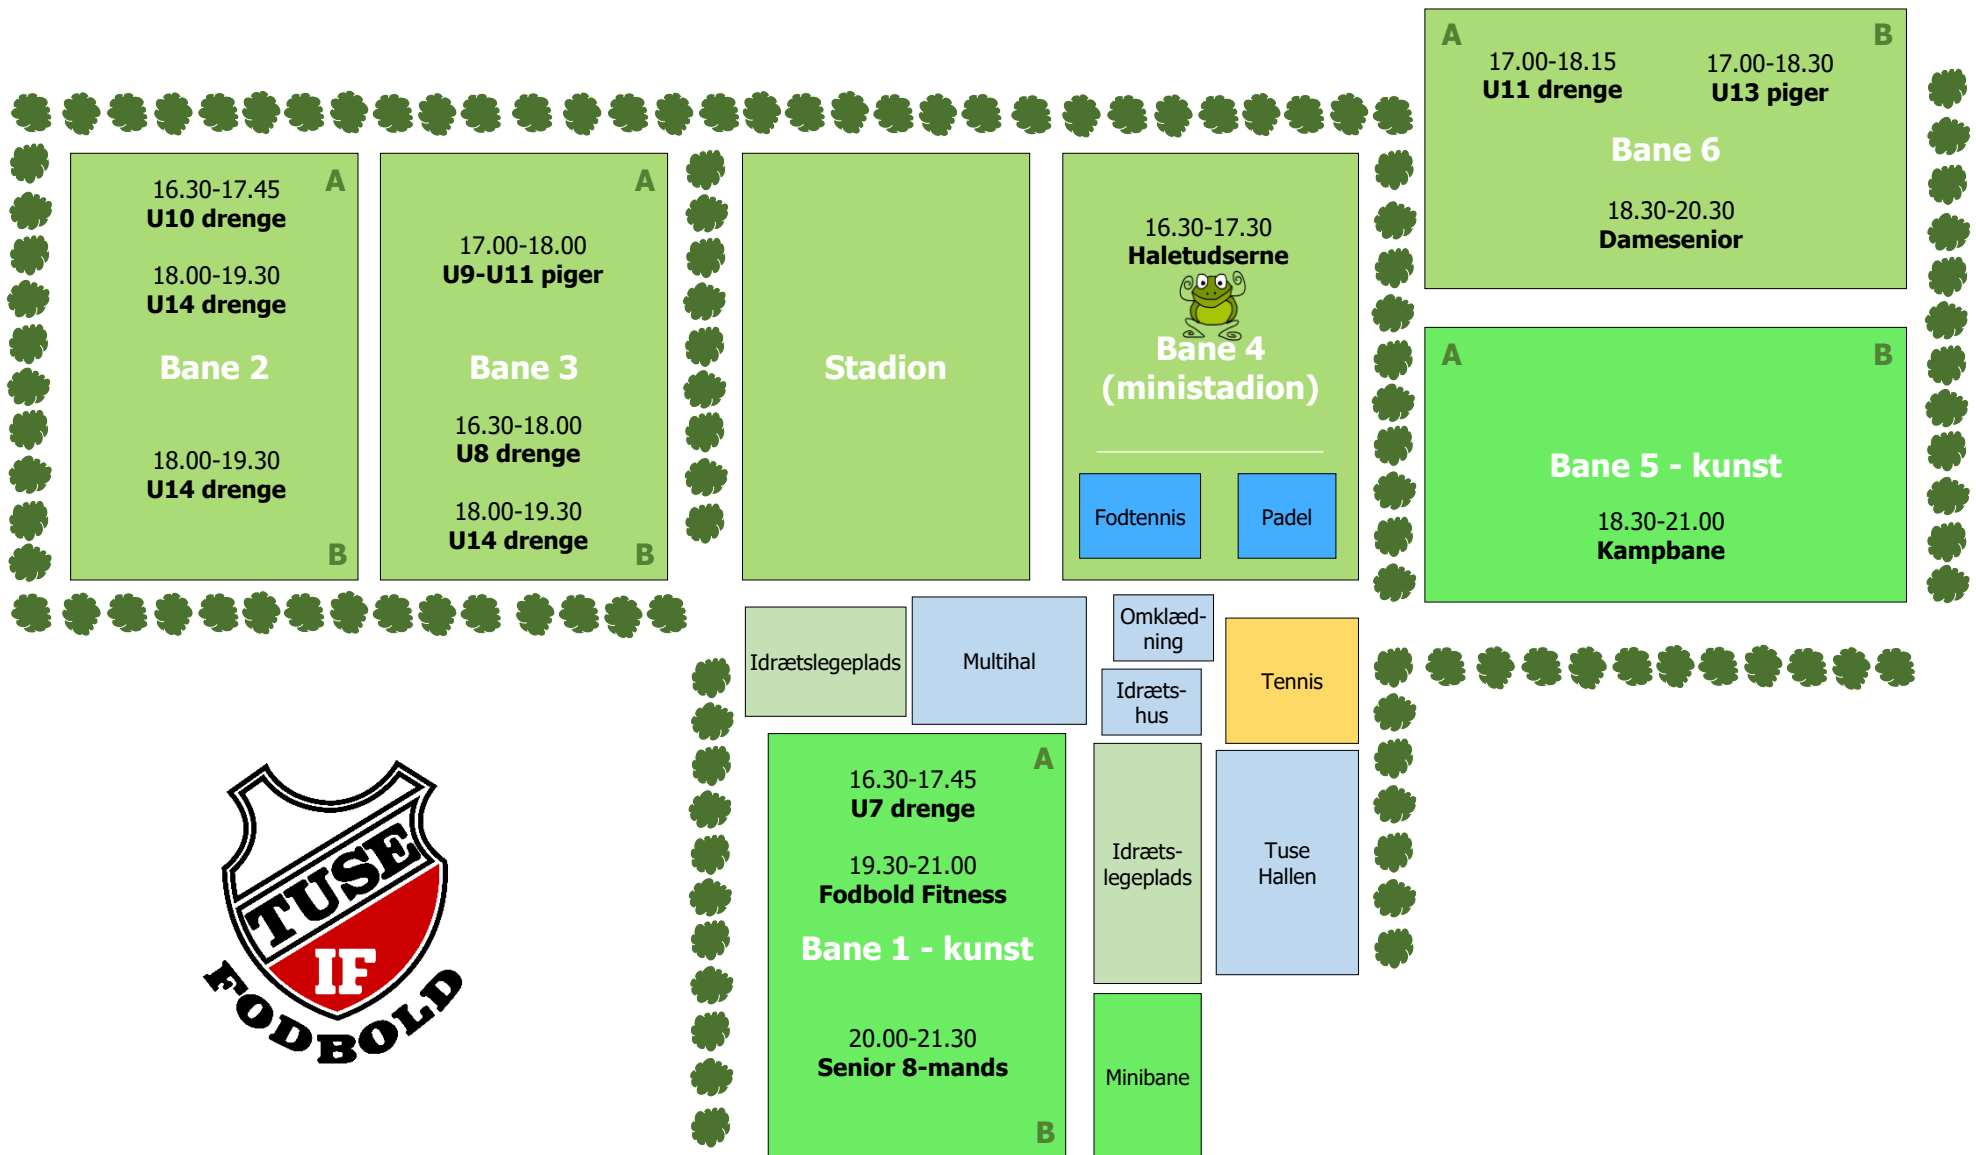 A
B
17.00-18.15
U11 drenge
17.00-18.30
U13 piger
Bane 6
18.30-20.30
Damesenior
A
16.30-17.45
U10 drenge
18.00-19.30
U14 drenge
Bane 2
18.00-19.30
U14 drenge
B
A
17.00-18.00
U9-U11 piger
Bane 3
16.30-18.00
U8 drenge
18.00-19.30
U14 drenge
B
Stadion
16.30-17.30
Haletudserne
Bane 4
(ministadion)
Fodtennis
Padel
A
B
Bane 5 - kunst
18.30-21.00
Kampbane
Idrætslegeplads
Multihal
Omklæd-
ning
Idræts-
hus
Tennis
A
16.30-17.45
U7 drenge
19.30-21.00
Fodbold Fitness
Bane 1 - kunst
20.00-21.30
Senior 8-mands
B
Idræts-
legeplads
Tuse
Hallen
Minibane
TUSE
IF
FODBOLD